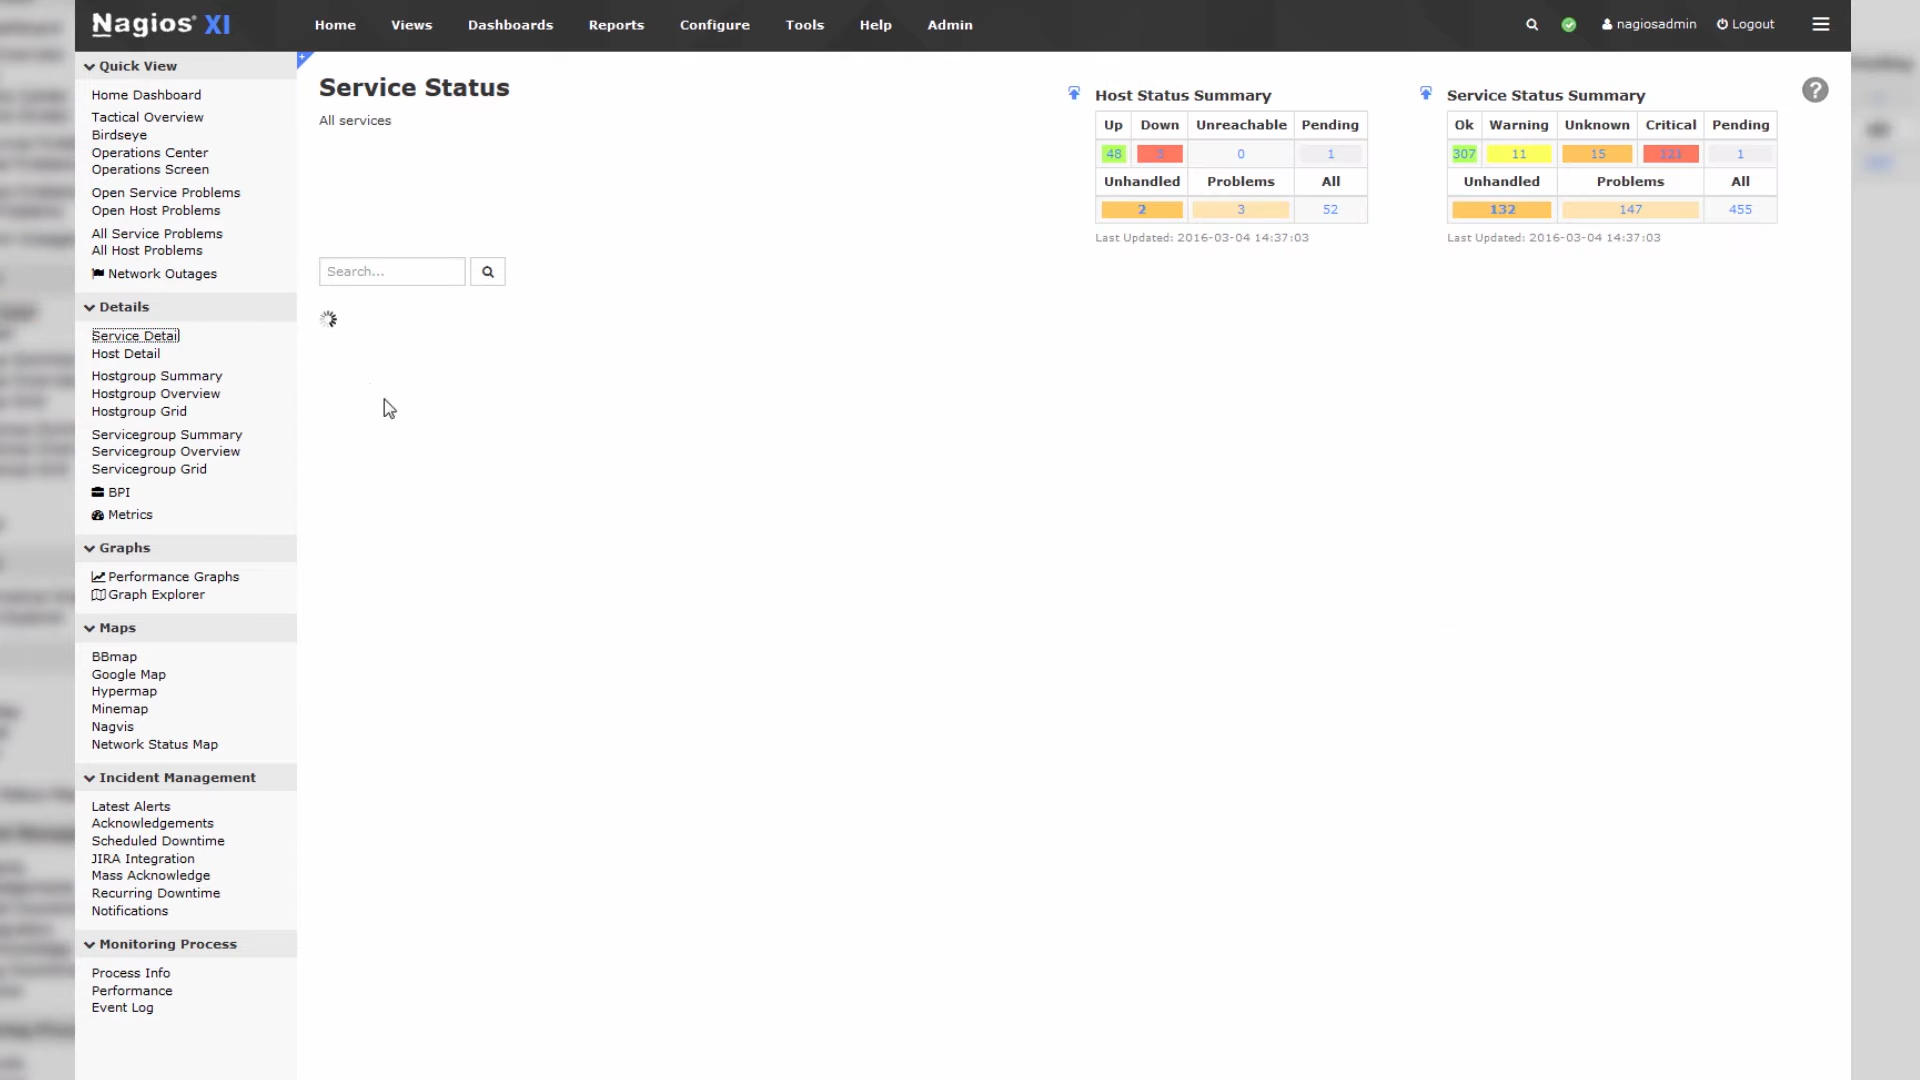 Nagios® XI
Home Views Dashboards Reports Configure Tools Help Admin
nagiosadmin Logout
Quick View
Home Dashboard
Tactical Overview
Birdseye
Operations Center
Operations Screen
Open Service Problems
Open Host Problems
All Service Problems
All Host Problems
Network Outages
Details
Service Detail
Host Detail
Hostgroup Summary
Hostgroup Overview
Hostgroup Grid
Servicegroup Summary
Servicegroup Overview
Servicegroup Grid
BPI
Metrics
Graphs
Performance Graphs
Graph Explorer
Maps
BBmap
Google Map
Hypermap
Minemap
Nagvis
Network Status Map
Incident Management
Latest Alerts
Acknowledgements
Scheduled Downtime
JIRA Integration
Mass Acknowledge
Recurring Downtime
Notifications
Monitoring Process
Process Info
Performance
Event Log
Service Status
All services
Search...
Host Status Summary
Up Down Unreachable Pending
48 3 0 1
Unhandled Problems All
2 3 52
Last Updated: 2016-03-04 14:37:03
Service Status Summary
Ok Warning Unknown Critical Pending
307 11 15 121 1
Unhandled Problems All
132 147 455
Last Updated: 2016-03-04 14:37:03
?